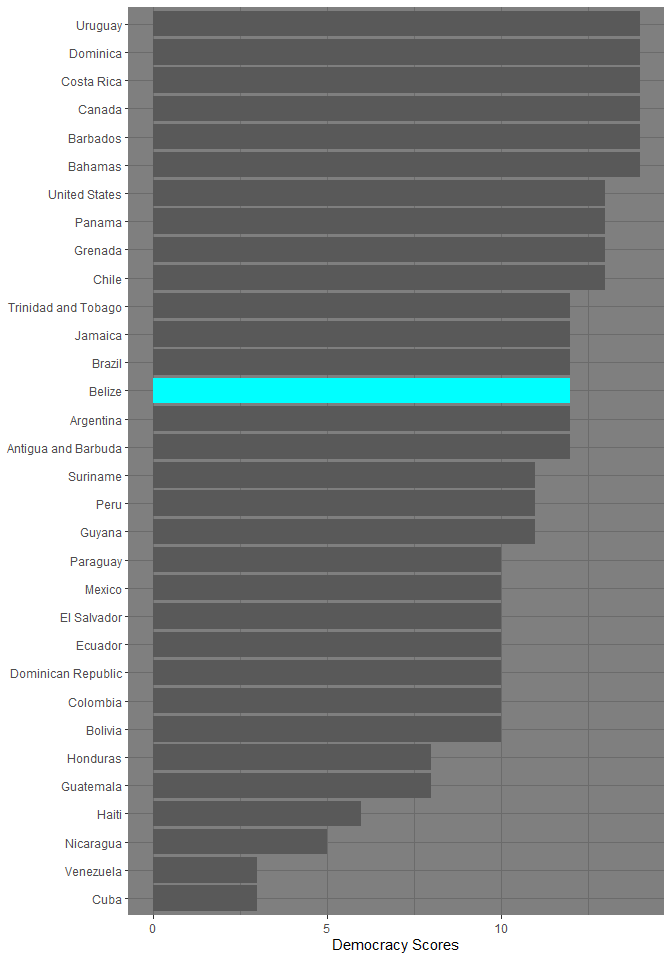 Uruguay
Dominica
Costa Rica
Canada
Barbados
Bahamas
United States
Panama
Grenada
Chile
Trinidad and Tobago
Jamaica
Brazil
Belize
Argentina
Antigua and Barbuda
Suriname
Peru
Guyana
Paraguay
Mexico
El Salvador
Ecuador
Dominican Republic
Colombia
Bolivia
Honduras
Guatemala
Haiti
Nicaragua
Venezuela
Cuba
0 5 10
Democracy Scores